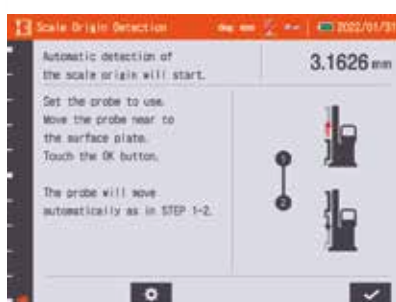 Scale Origin Detection
2022/01/31
Automatic detection of
the scale origin will start.
3.1626 mm
Set the probe to use.
Move the probe near to
the surface plate.
Touch the OK button.
The probe will move
automatically as in STEP 1-2.
1
2